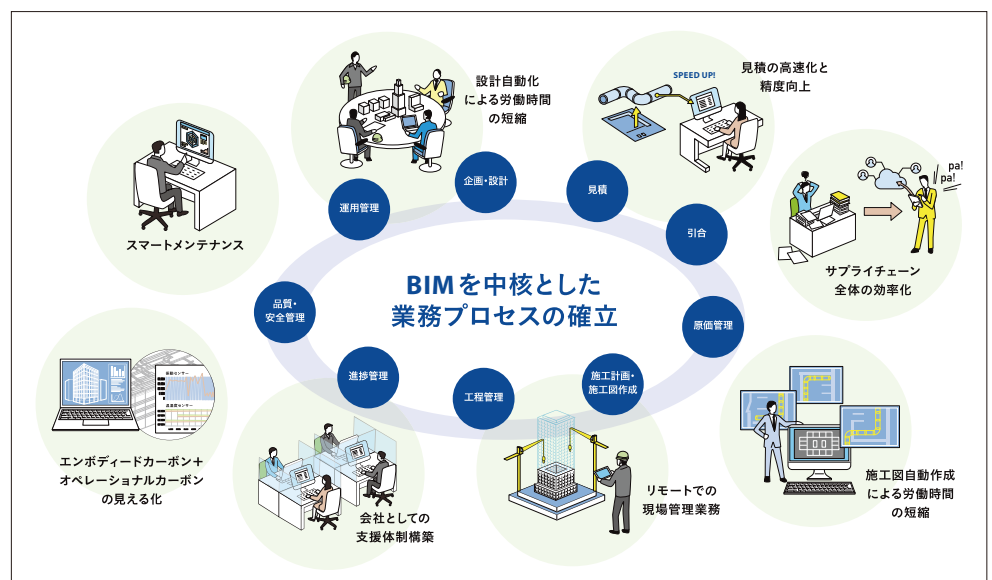 BIMを中核とした
業務プロセスの確立
企画・設計
見積
引合
原価管理
施工計画・
施工図作成
工程管理
進捗管理
品質・
安全管理
運用管理
設計自動化
による労働時間
の短縮
SPEED UP!
見積の高速化と
精度向上
pa!
pa!
サプライチェーン
全体の効率化
施工図自動作成
による労働時間
の短縮
リモートでの
現場管理業務
会社としての
支援体制構築
エンボディードカーボン＋
オペレーショナルカーボン
の見える化
スマートメンテナンス